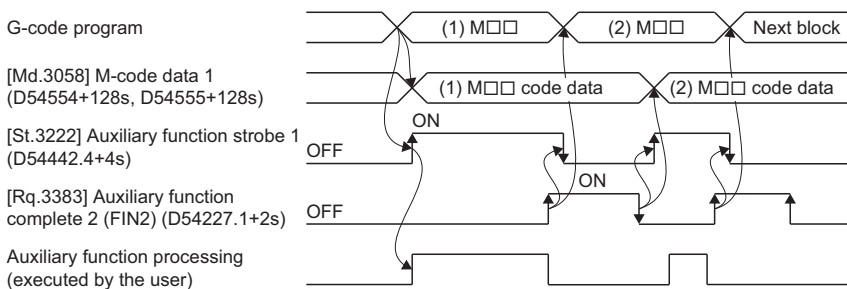 G-code program
(1) M□□
(2) M□□
Next block
[Md.3058] M-code data 1
(D54554+128s, D54555+128s)
(1) M□□ code data
(2) M□□ code data
[St.3222] Auxiliary function strobe 1
(D54442.4+4s)
OFF
ON
[Rq.3383] Auxiliary function
complete 2 (FIN2) (D54227.1+2s)
OFF
ON
Auxiliary function processing
(executed by the user)